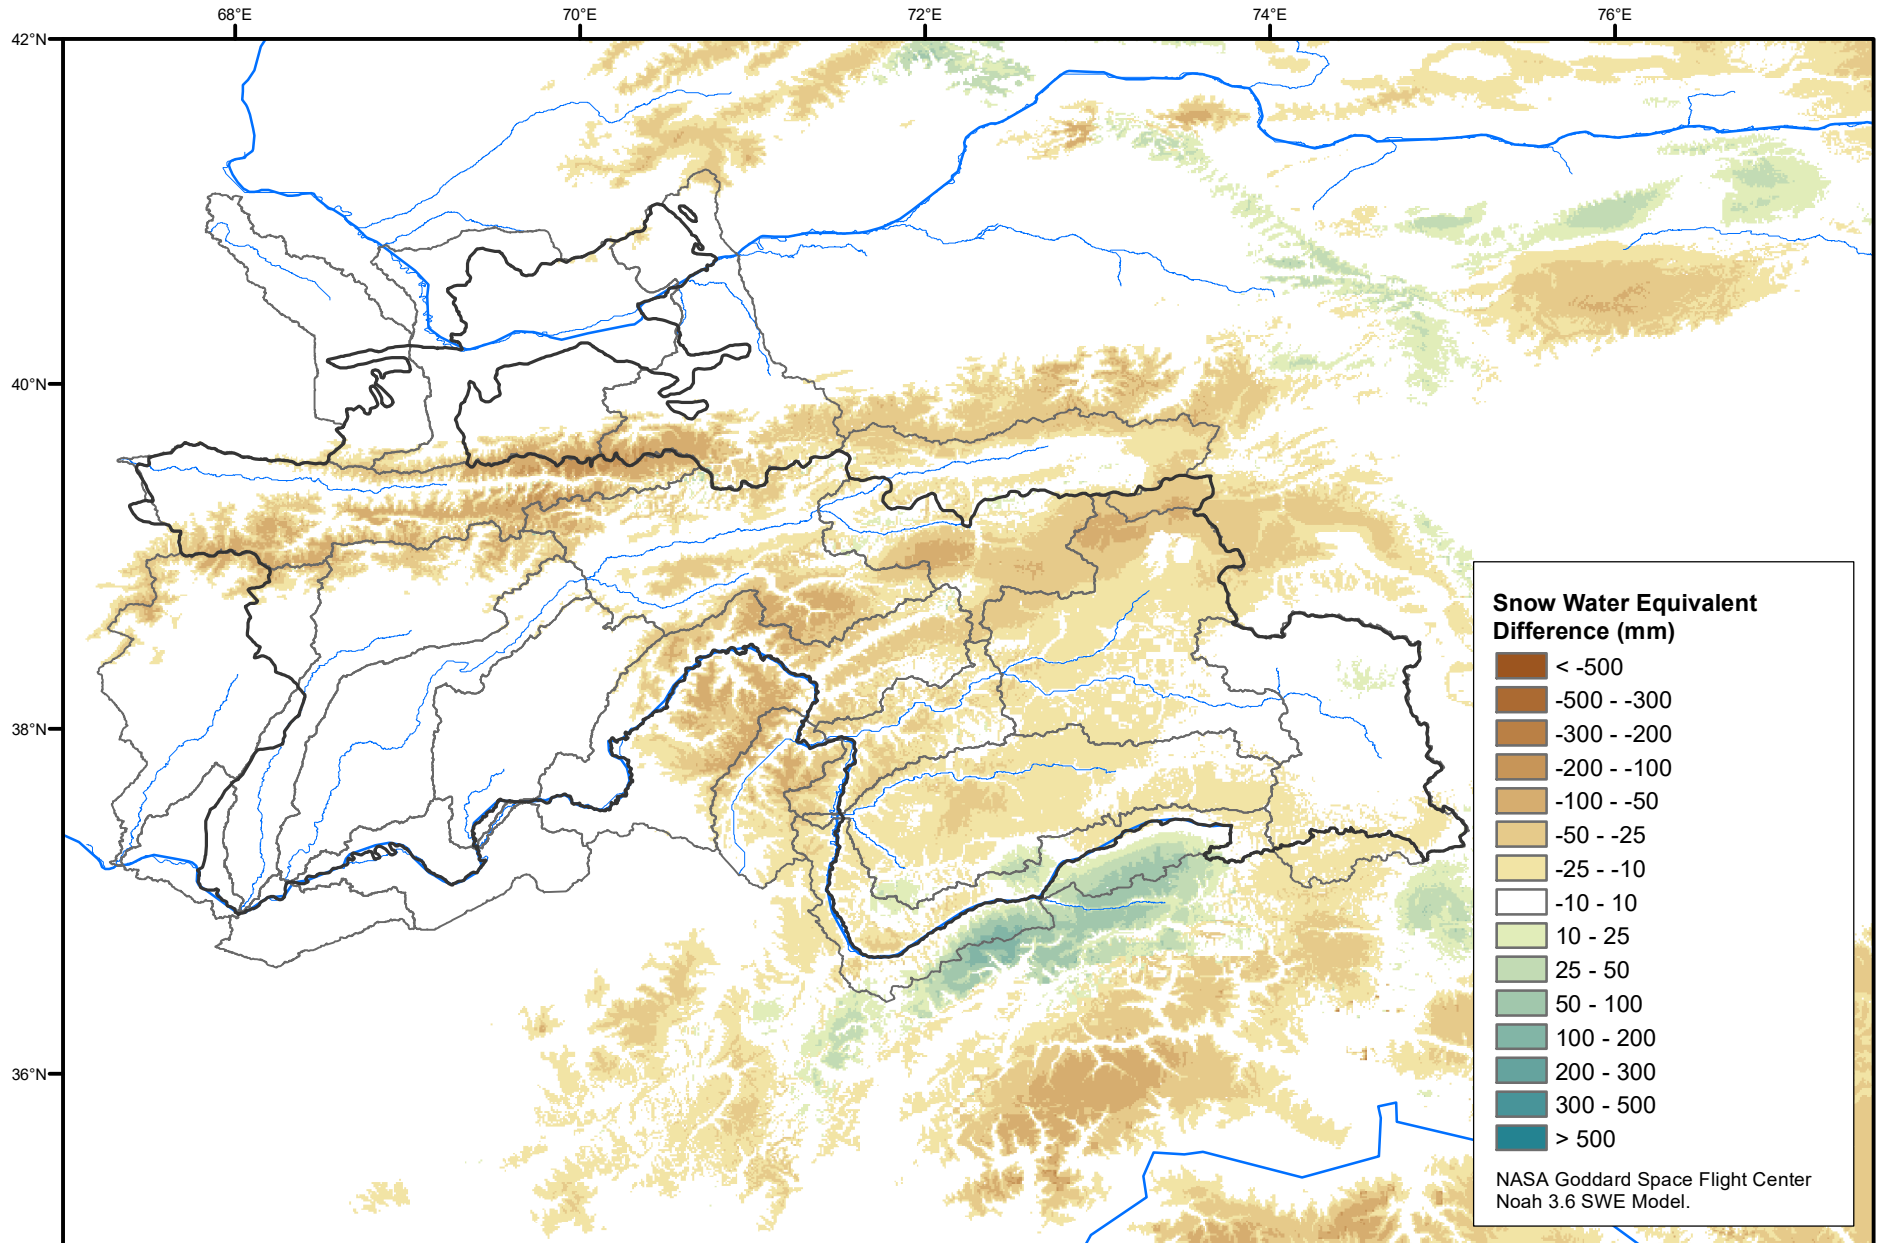 68°E
70°E
72°E
74°E
76°E
42°N
40°N
38°N
36°N
Snow Water Equivalent
Difference (mm)
< -500
-500 - -300
-300 - -200
-200 - -100
-100 - -50
-50 - -25
-25 - -10
-10 - 10
10 - 25
25 - 50
50 - 100
100 - 200
200 - 300
300 - 500
> 500
NASA Goddard Space Flight Center
Noah 3.6 SWE Model.